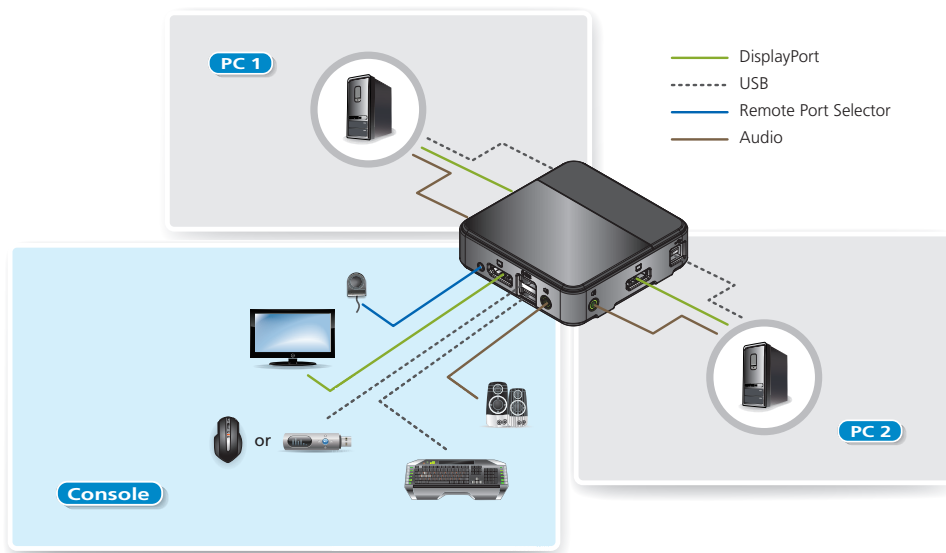 PC 1
DisplayPort
USB
Remote Port Selector
Audio
or
PC 2
Console